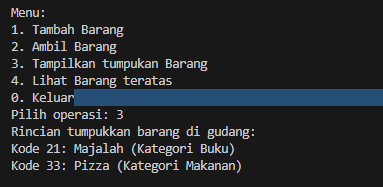 Menu:
1. Tambah Barang
2. Ambil Barang
3. Tampilkan tumpukan Barang
4. Lihat Barang teratas
0. Keluar
Pilih operasi: 3
Rincian tumpukkan barang di gudang:
Kode 21: Majalah (Kategori Buku)
Kode 33: Pizza (Kategori Makanan)